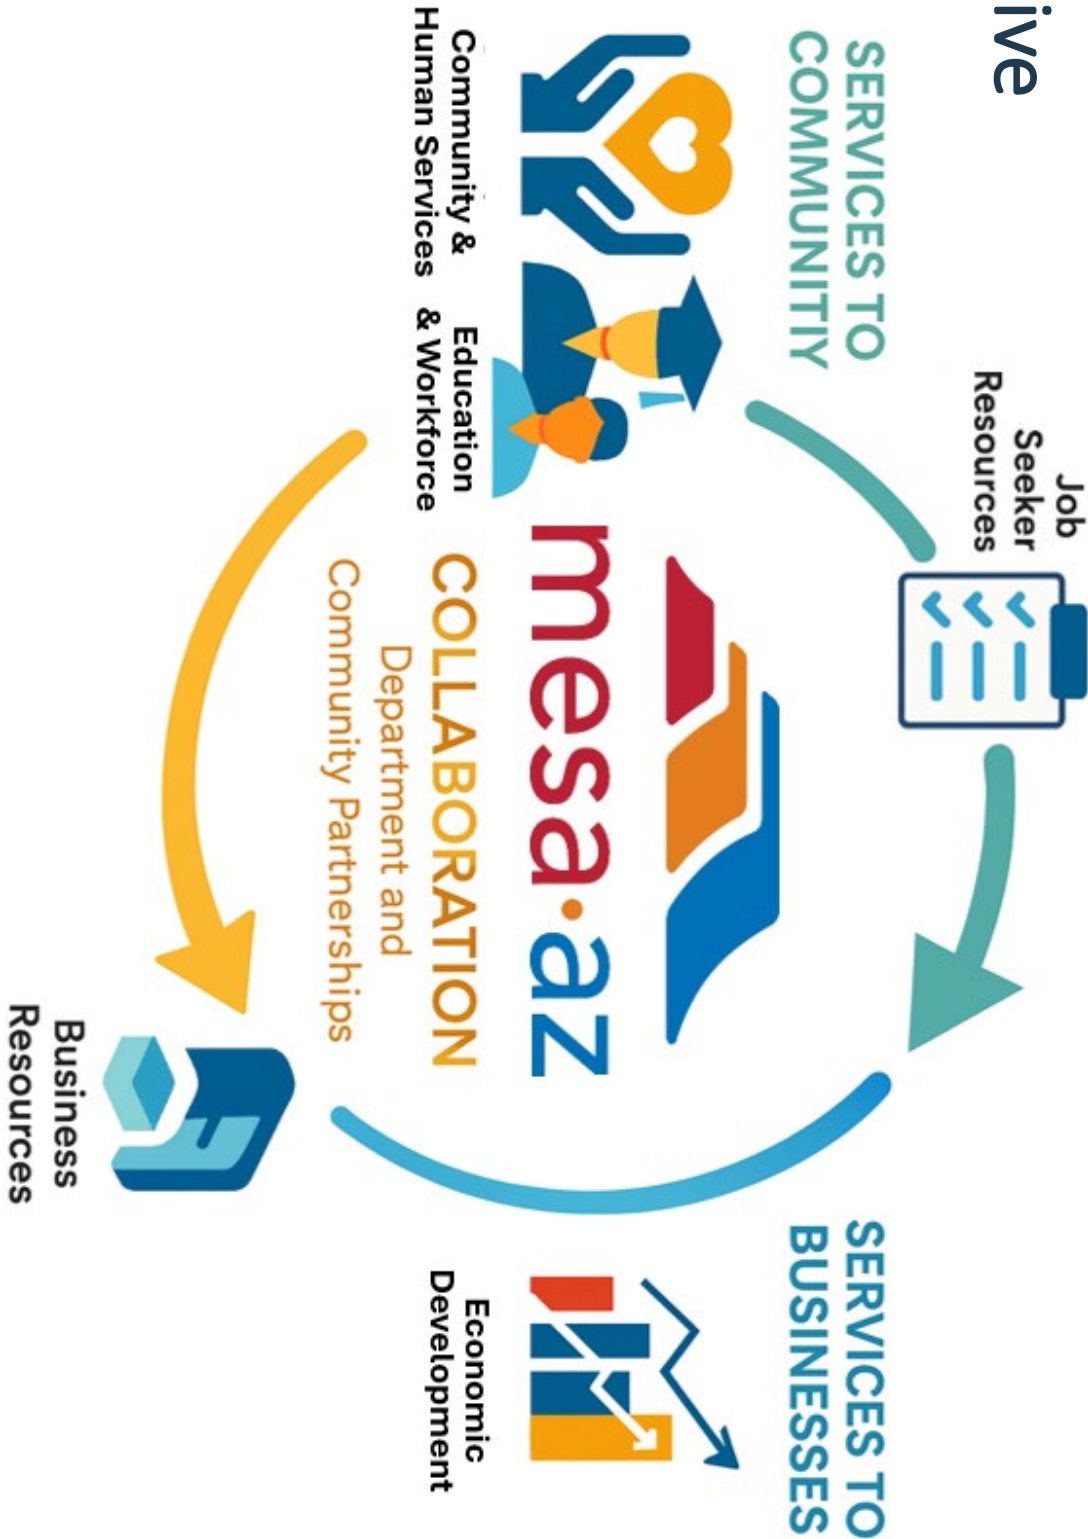 ive
Job
Seeker
Resources
SERVICES TO
COMMUNITIY
SERVICES TO
BUSINESSES
mesa·az
COLLABORATION
Department and
Community Partnerships
Community &
Human Services
Education
& Workforce
Economic
Development
Business
Resources